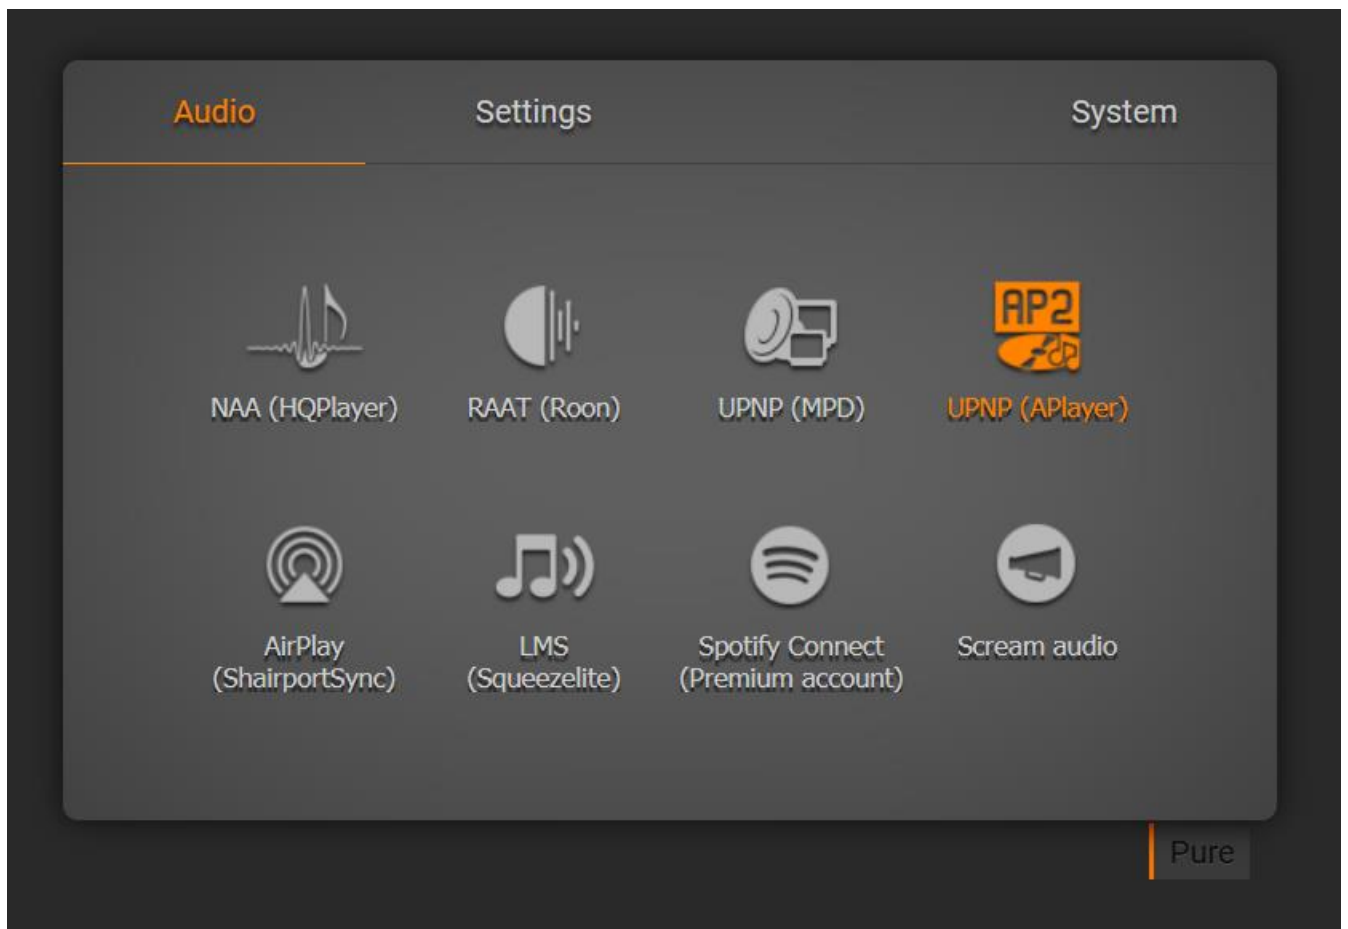 Audio Settings System
AP2
NAA (HQPlayer) RAAT (Roon) UPNP (MPD) UPNP (APlayer)
AirPlay LMS Spotify Connect Scream audio
(ShairportSync) (Squeezelite) (Premium account)
Pure